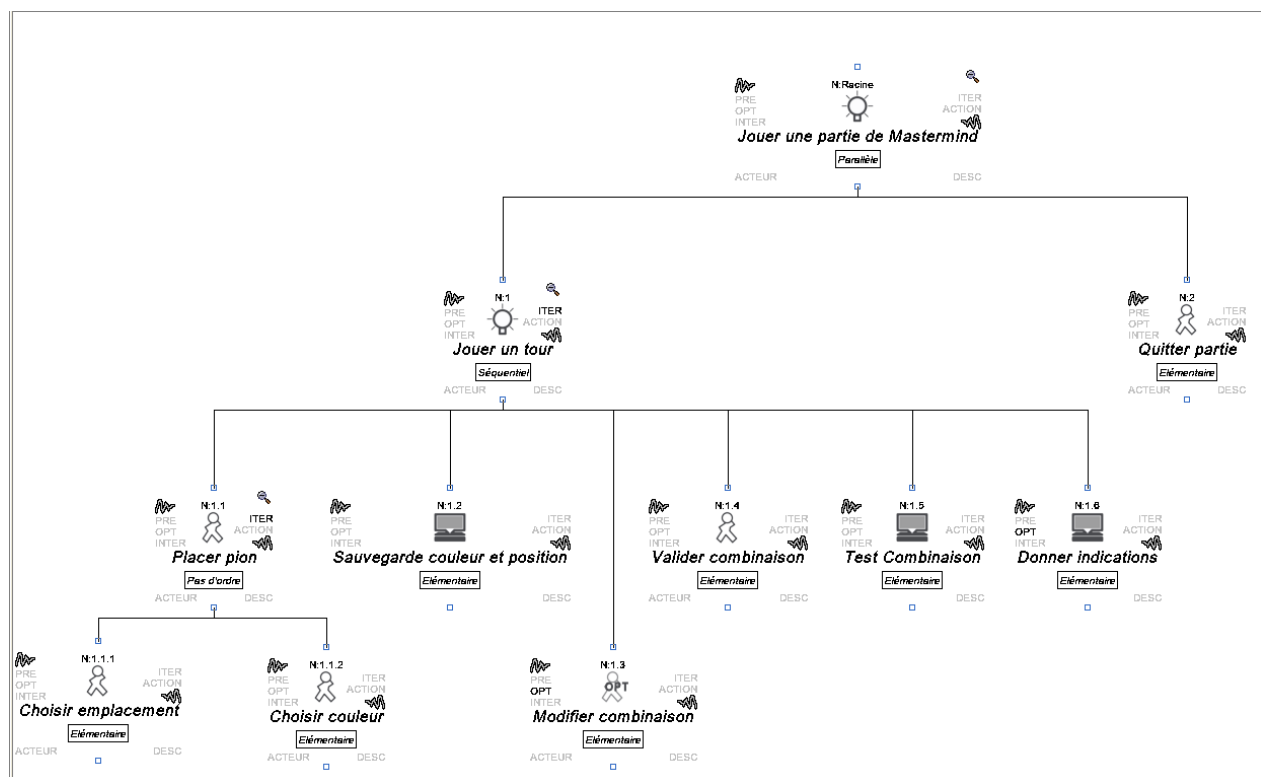 N:Racine
PRE ITER
OPT ACTION
INTER
Jouer une partie de Mastermind
Parallèle
ACTEUR DESC
N:1
PRE ITER
OPT ACTION
INTER
Jouer un tour
Séquentiel
ACTEUR DESC
N:2
PRE ITER
OPT ACTION
INTER
Quitter partie
Elémentaire
ACTEUR DESC
N:1.1
PRE ITER
OPT ACTION
INTER
Placer pion
Pas d'ordre
ACTEUR DESC
N:1.2
PRE ITER
OPT ACTION
INTER
Sauvegarde couleur et position
Elémentaire
ACTEUR DESC
N:1.4
PRE ITER
OPT ACTION
INTER
Valider combinaison
Elémentaire
ACTEUR DESC
N:1.5
PRE ITER
OPT ACTION
INTER
Test Combinaison
Elémentaire
ACTEUR DESC
N:1.6
PRE ITER
OPT ACTION
INTER
Donner indications
Elémentaire
ACTEUR DESC
N:1.1.1
PRE ITER
OPT ACTION
INTER
Choisir emplacement
Elémentaire
ACTEUR DESC
N:1.1.2
PRE ITER
OPT ACTION
INTER
Choisir couleur
Elémentaire
ACTEUR DESC
N:1.3
PRE ITER
OPT OPT ACTION
INTER
Modifier combinaison
Elémentaire
ACTEUR DESC